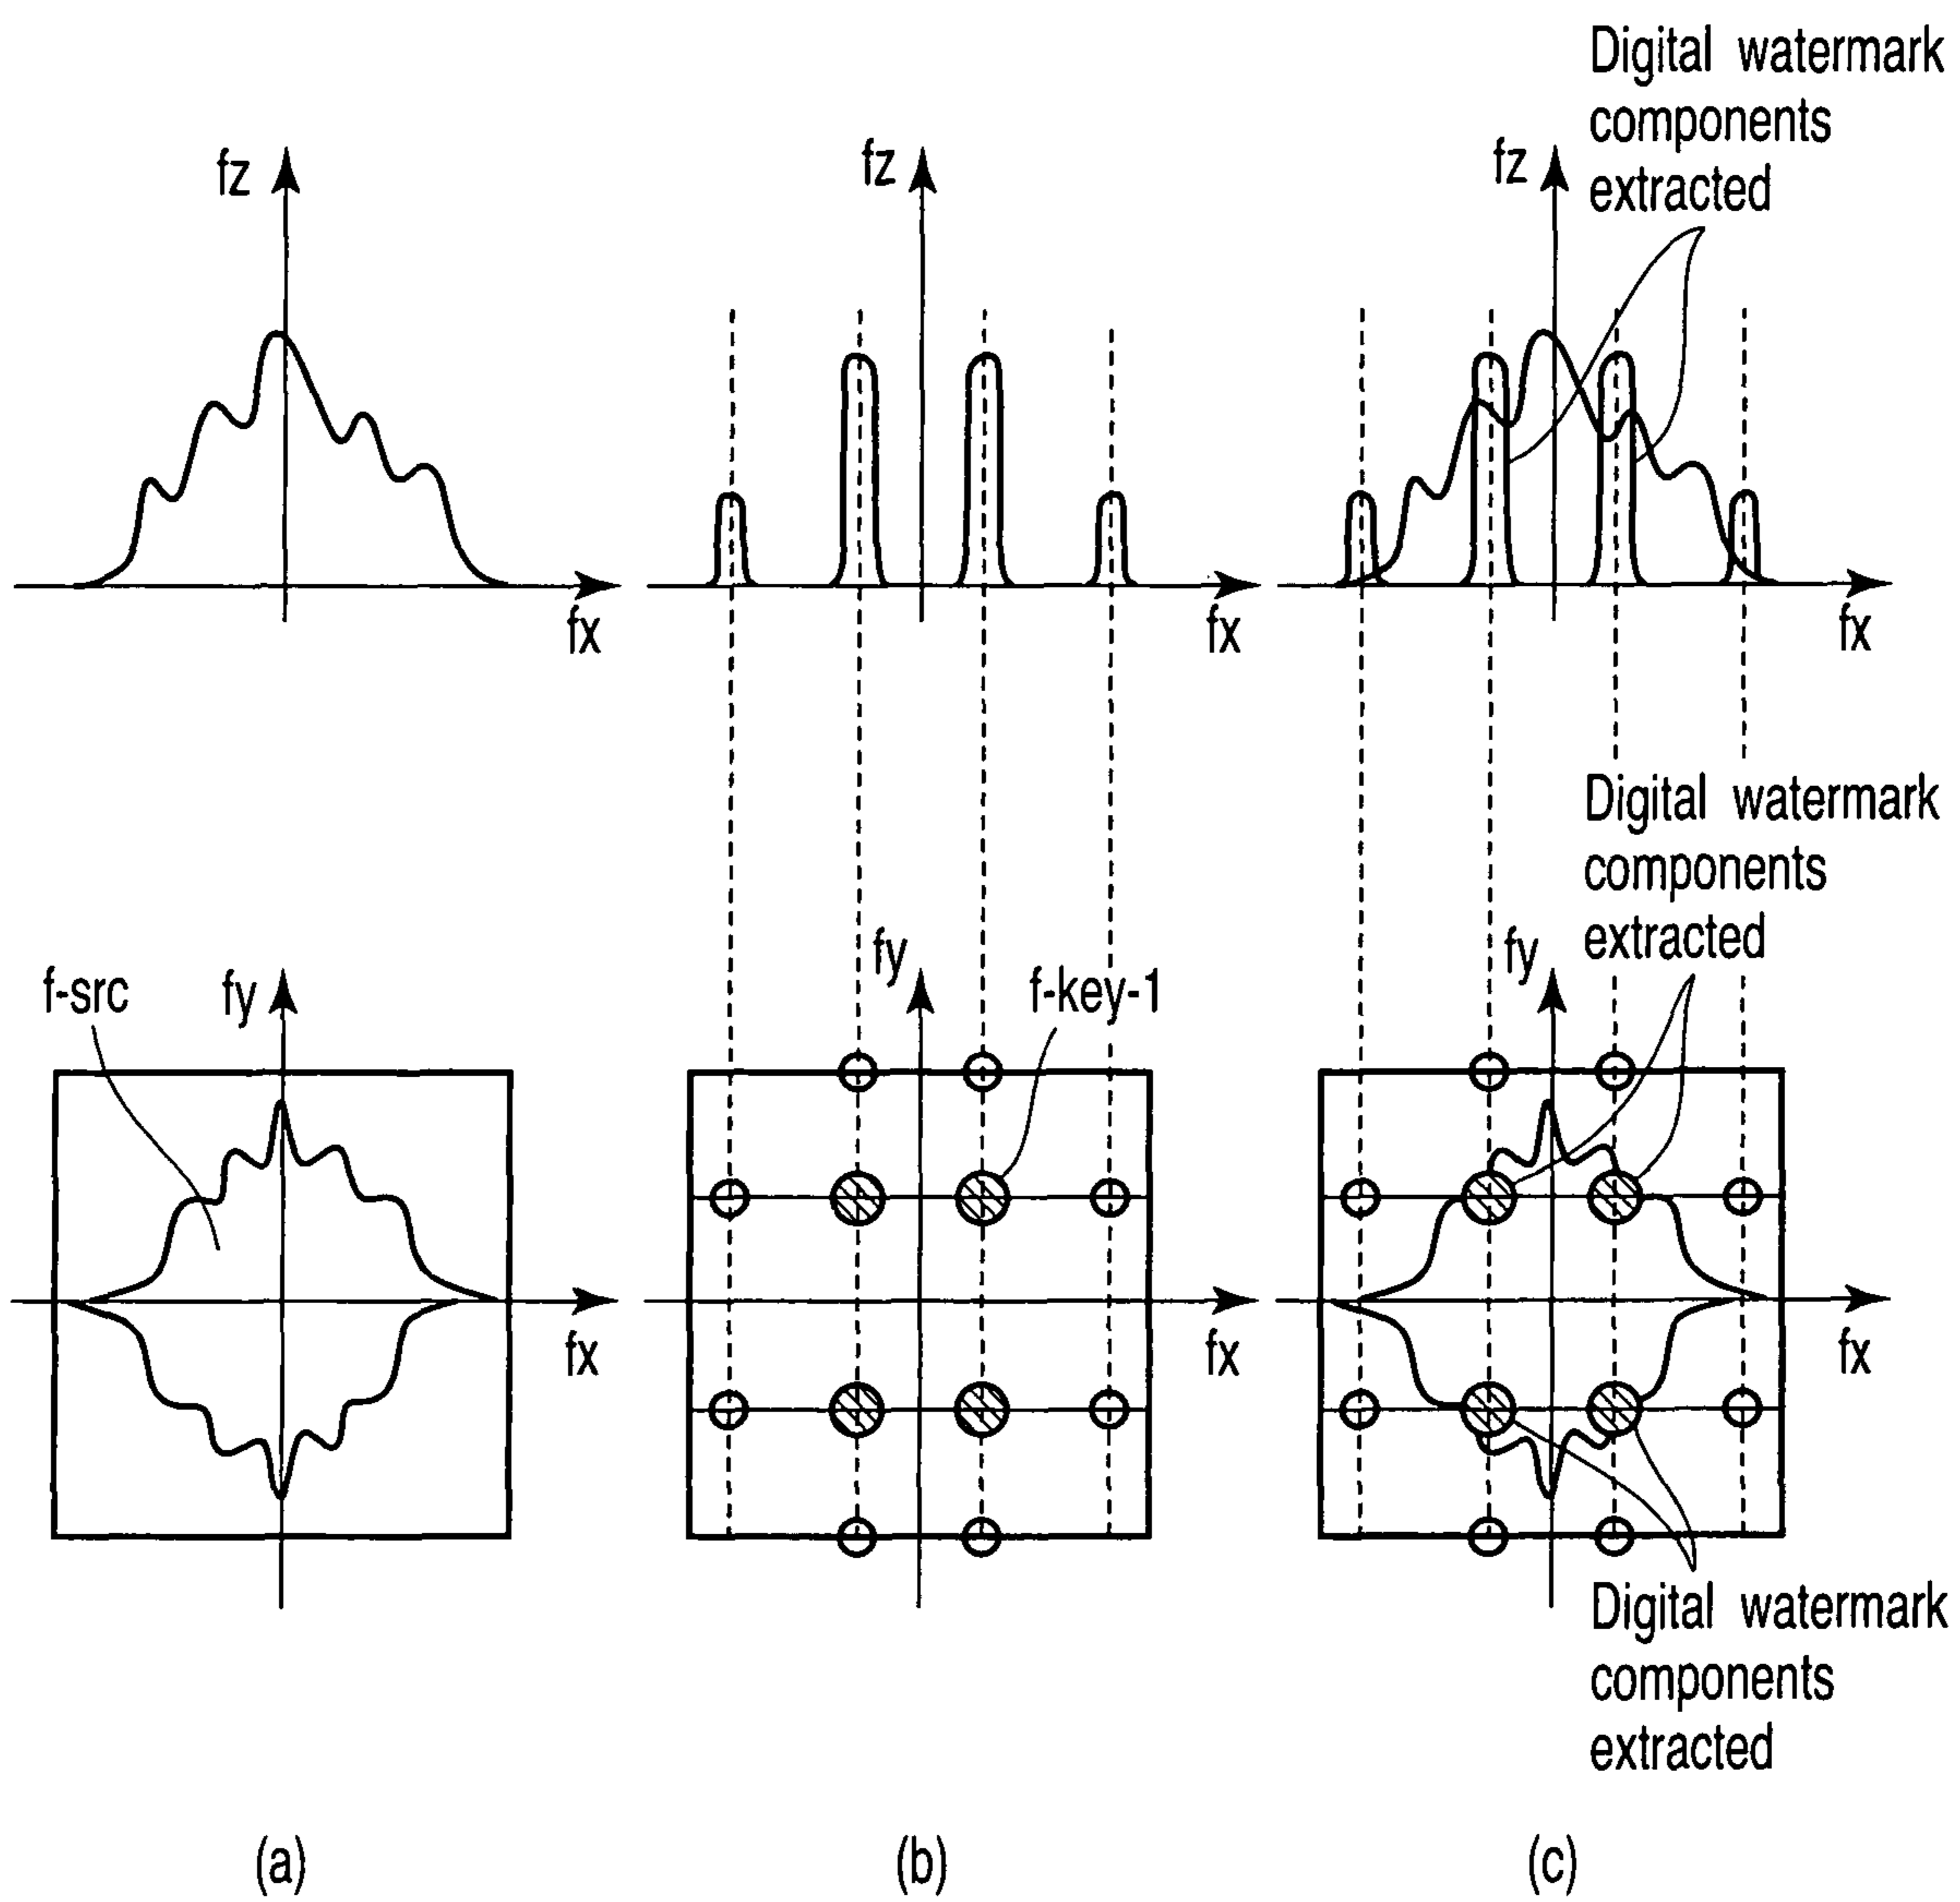 Digital watermark
components
extracted
fz
fz
fz
fx
fx
fx
Digital watermark
components
extracted
f-src
fy
fy
f-key-1
fy
fx
fx
fx
Digital watermark
components
extracted
(a)
(b)
(c)